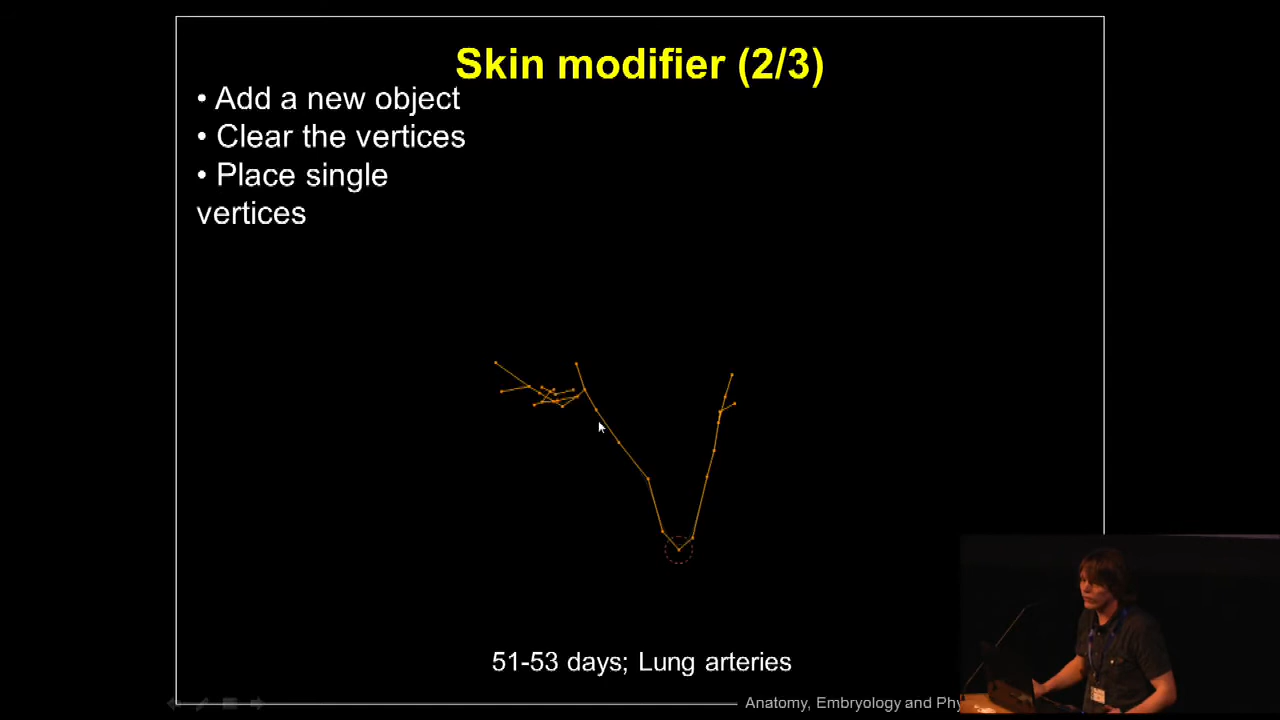 Skin modifier (2/3)
• Add a new object
• Clear the vertices
• Place single
vertices
51-53 days; Lung arteries
Anatomy, Embryology and